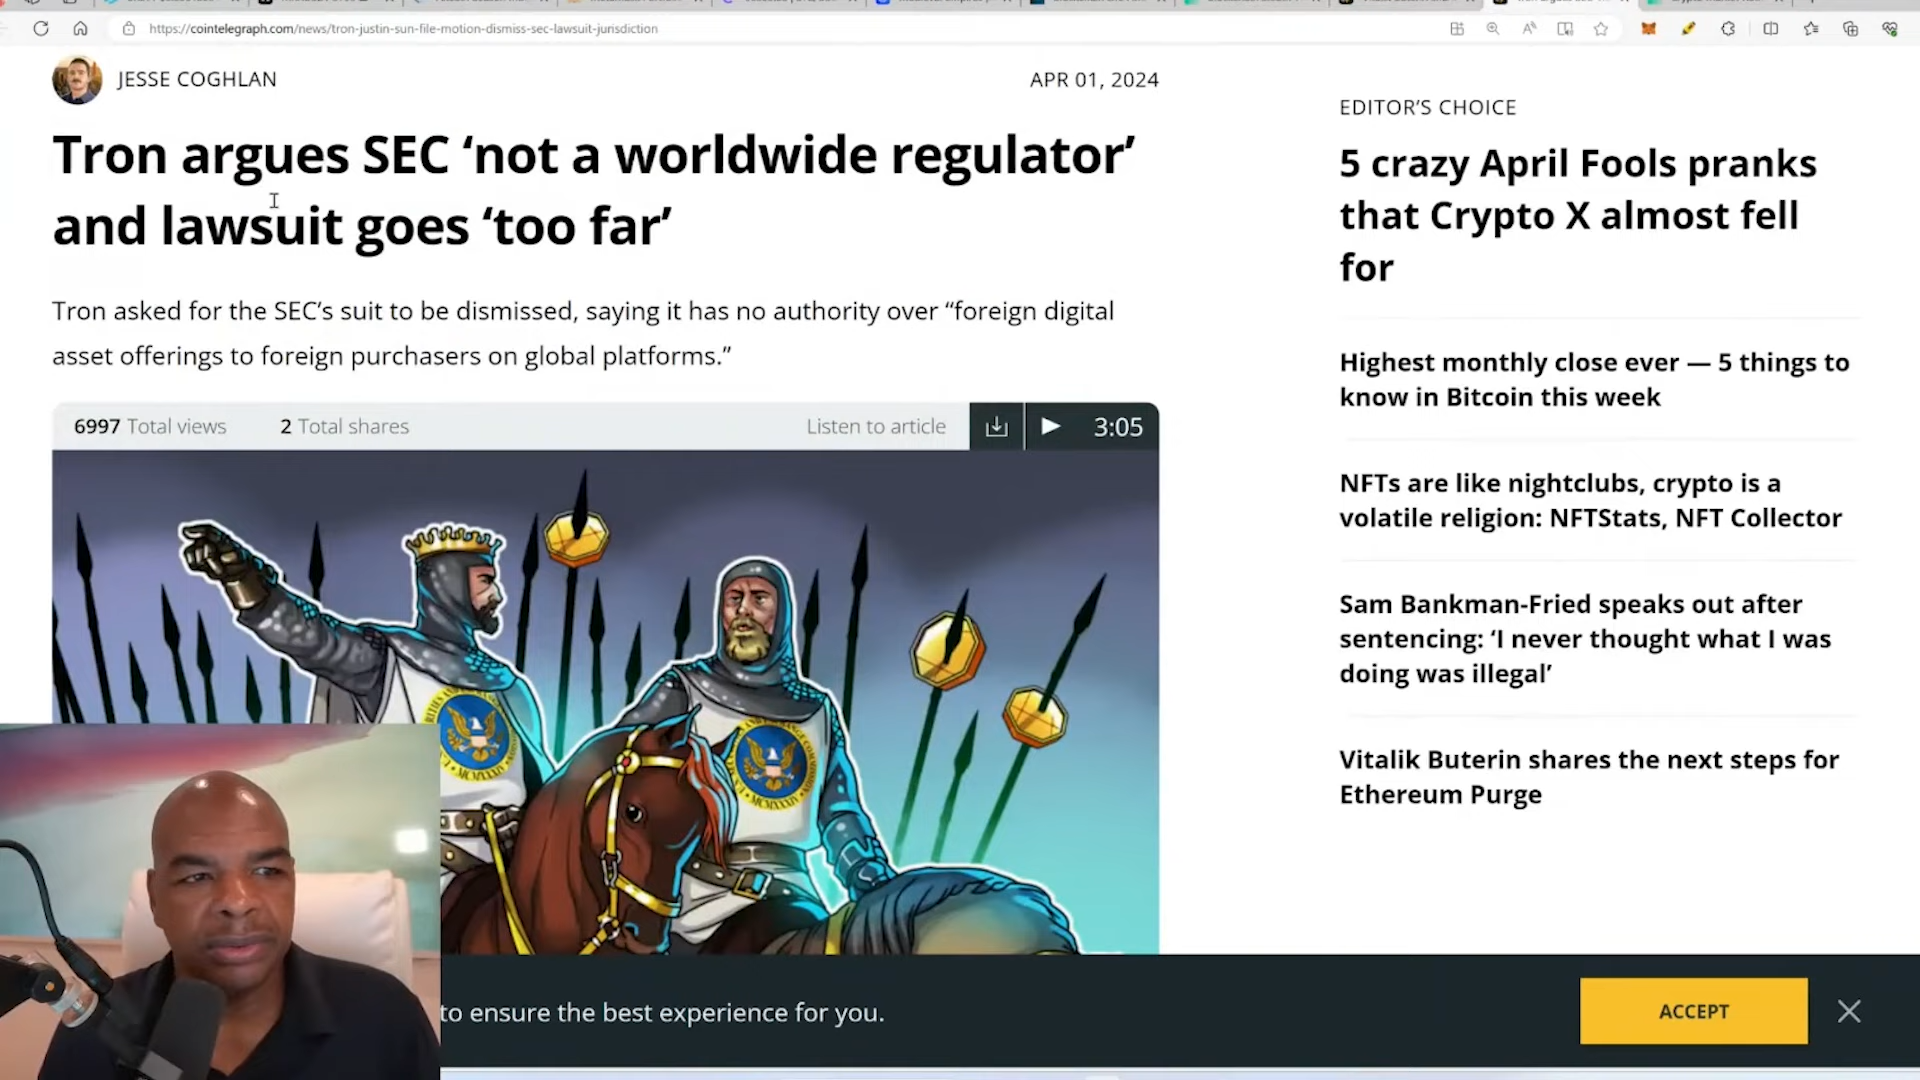 https://cointelegraph.com/news/tron-justin-sun-file-motion-dismiss-sec-lawsuit-jurisdiction
JESSE COGHLAN
APR 01, 2024
Tron argues SEC ‘not a worldwide regulator’
and lawsuit goes ‘too far’
Tron asked for the SEC’s suit to be dismissed, saying it has no authority over “foreign digital
asset offerings to foreign purchasers on global platforms.”
6997 Total views
2 Total shares
Listen to article
3:05
EDITOR’S CHOICE
5 crazy April Fools pranks
that Crypto X almost fell
for
Highest monthly close ever — 5 things to
know in Bitcoin this week
NFTs are like nightclubs, crypto is a
volatile religion: NFTStats, NFT Collector
Sam Bankman-Fried speaks out after
sentencing: ‘I never thought what I was
doing was illegal’
Vitalik Buterin shares the next steps for
Ethereum Purge
MCMXXXIV
MCMXXXIV
to ensure the best experience for you.
ACCEPT